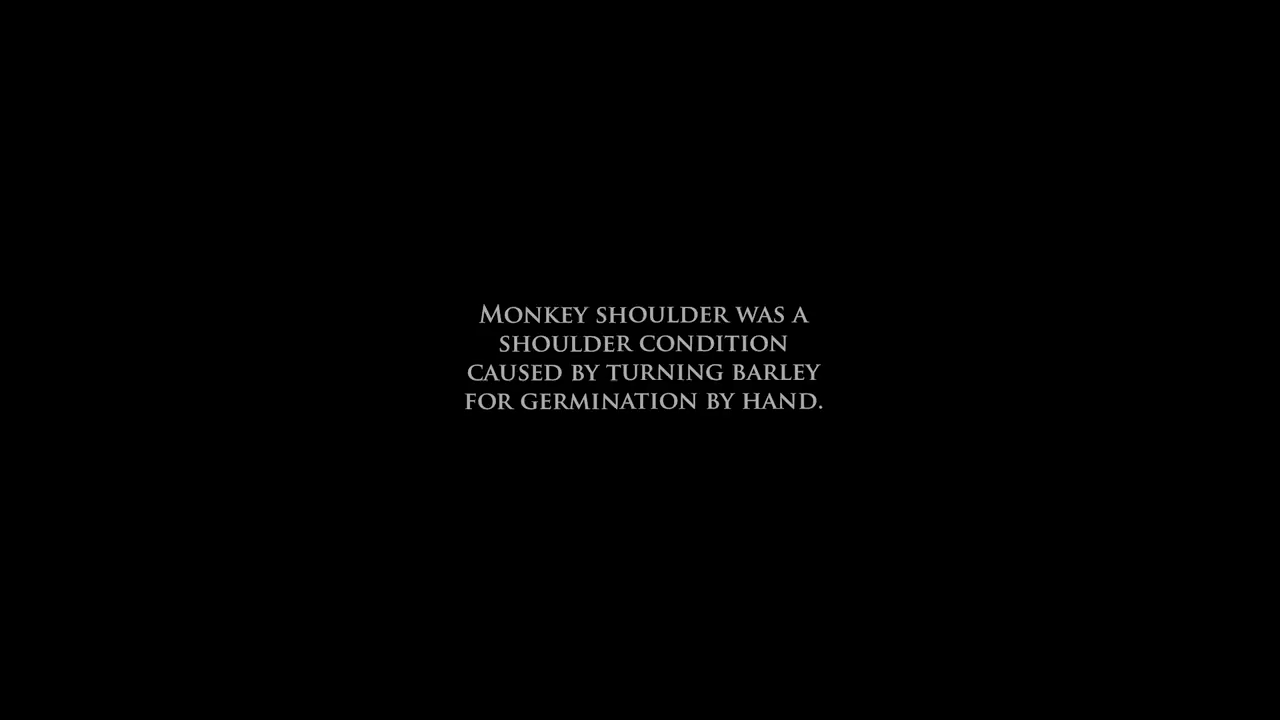 Monkey shoulder was a
shoulder condition
caused by turning barley
for germination by hand.